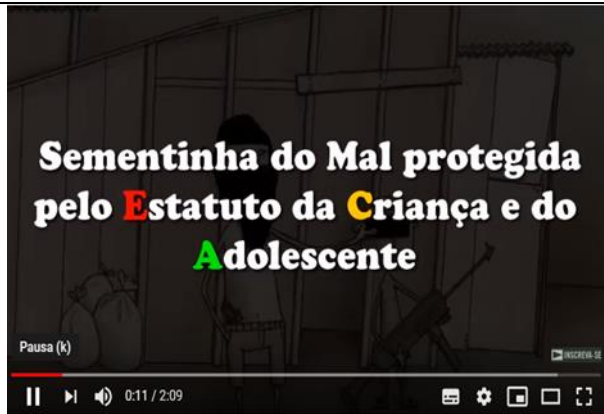 Sementinha do Mal protegida
pelo Estatuto da Criança e do
Adolescente
Pausa (k)
INSCREVA-SE
0:11 / 2:09